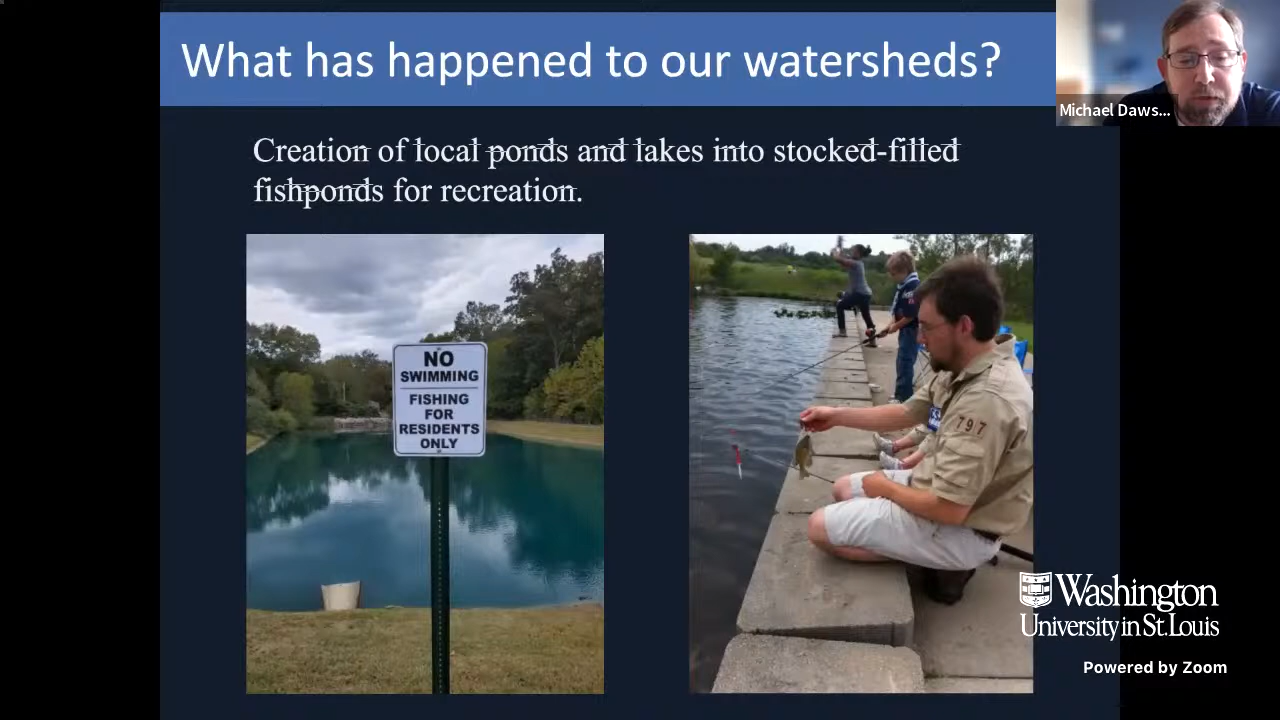 What has happened to our watersheds?
Michael Daws...
Creation of local ponds and lakes into stocked-filled
fishponds for recreation.
NO
SWIMMING
FISHING
FOR
RESIDENTS
ONLY
797
Washington
University in St. Louis
Powered by Zoom